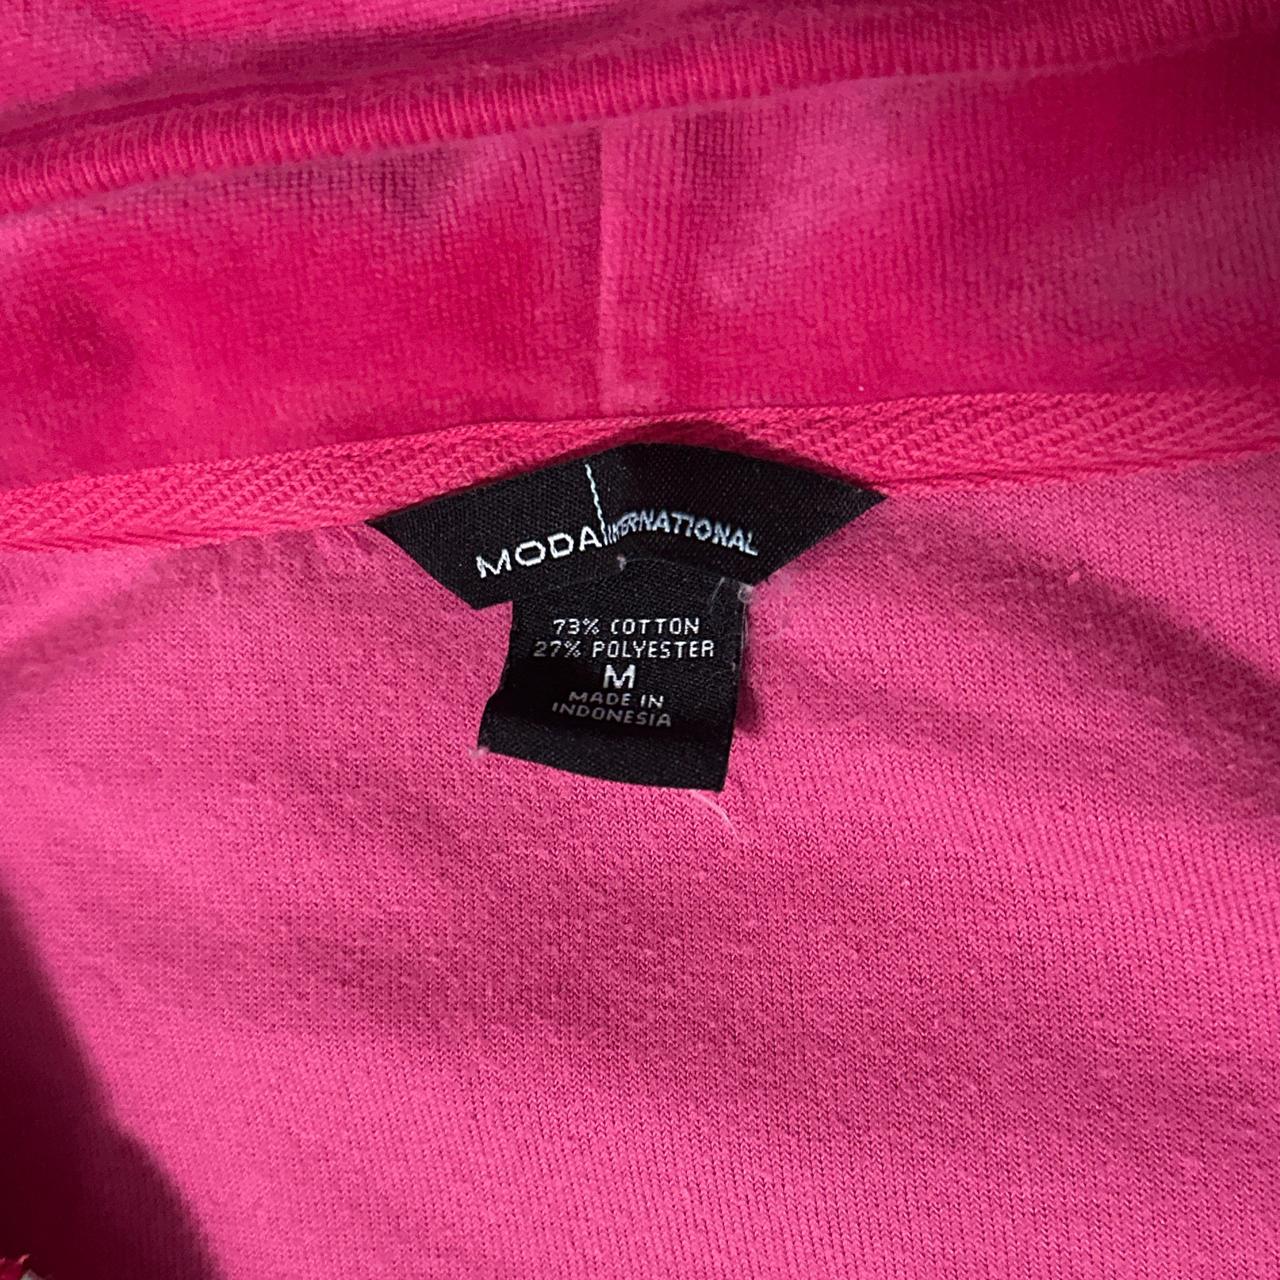 MODA INTERNATIONAL
73% COTTON
27% POLYESTER
M
MADE IN
INDONESIA